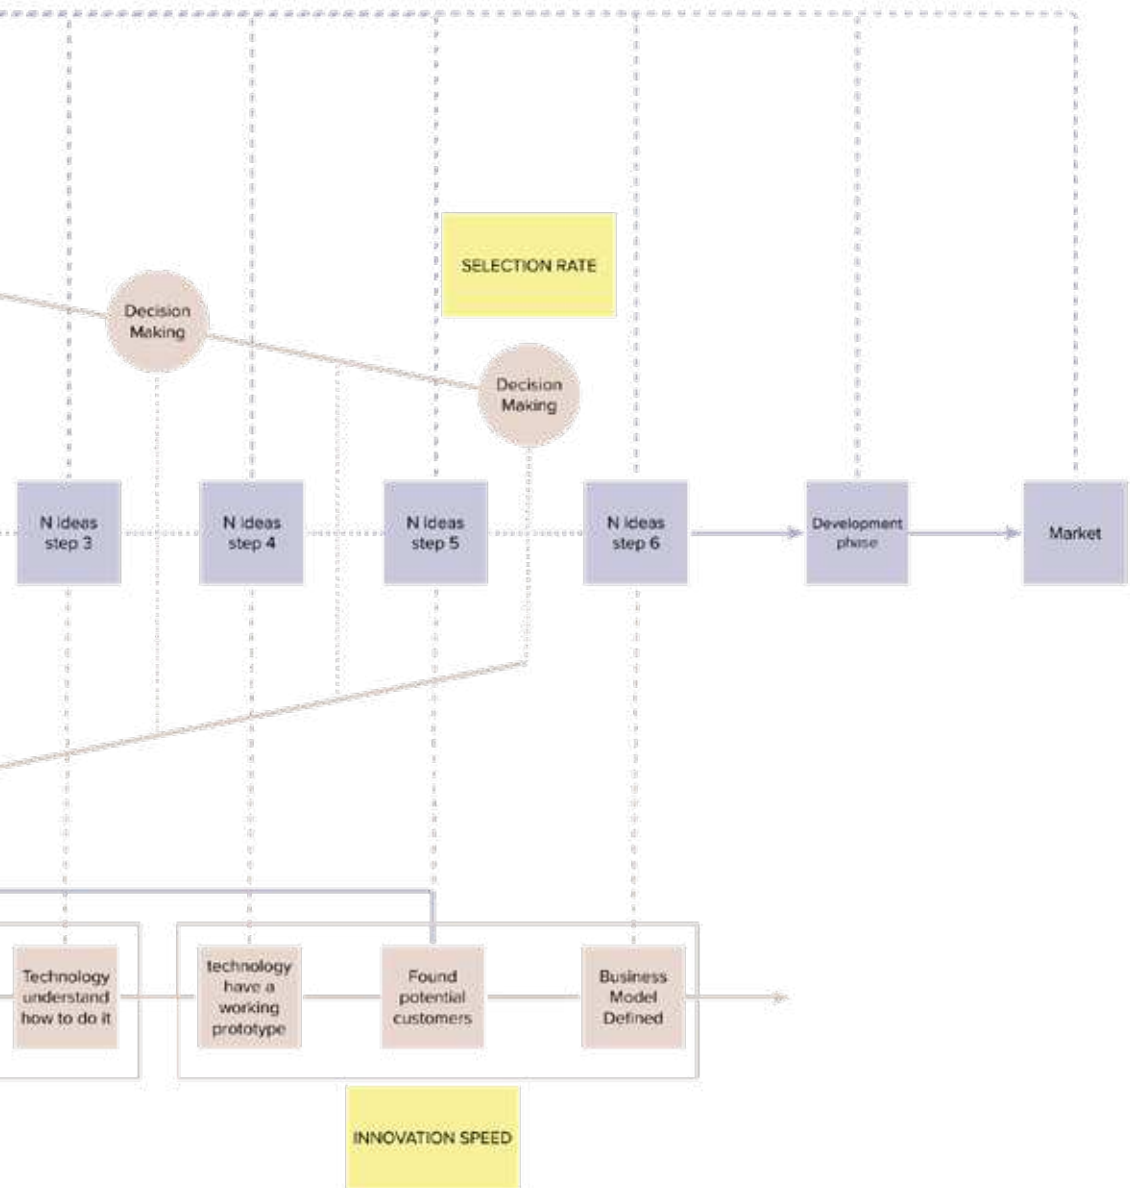 SELECTION RATE
Decision
Making
Decision
Making
N ideas
step 3
N ideas
step 4
N ideas
step 5
N ideas
step 6
Development
phase
Market
Technology
understand
how to do it
technology
have a
working
prototype
Found
potential
customers
Business
Model
Defined
INNOVATION SPEED